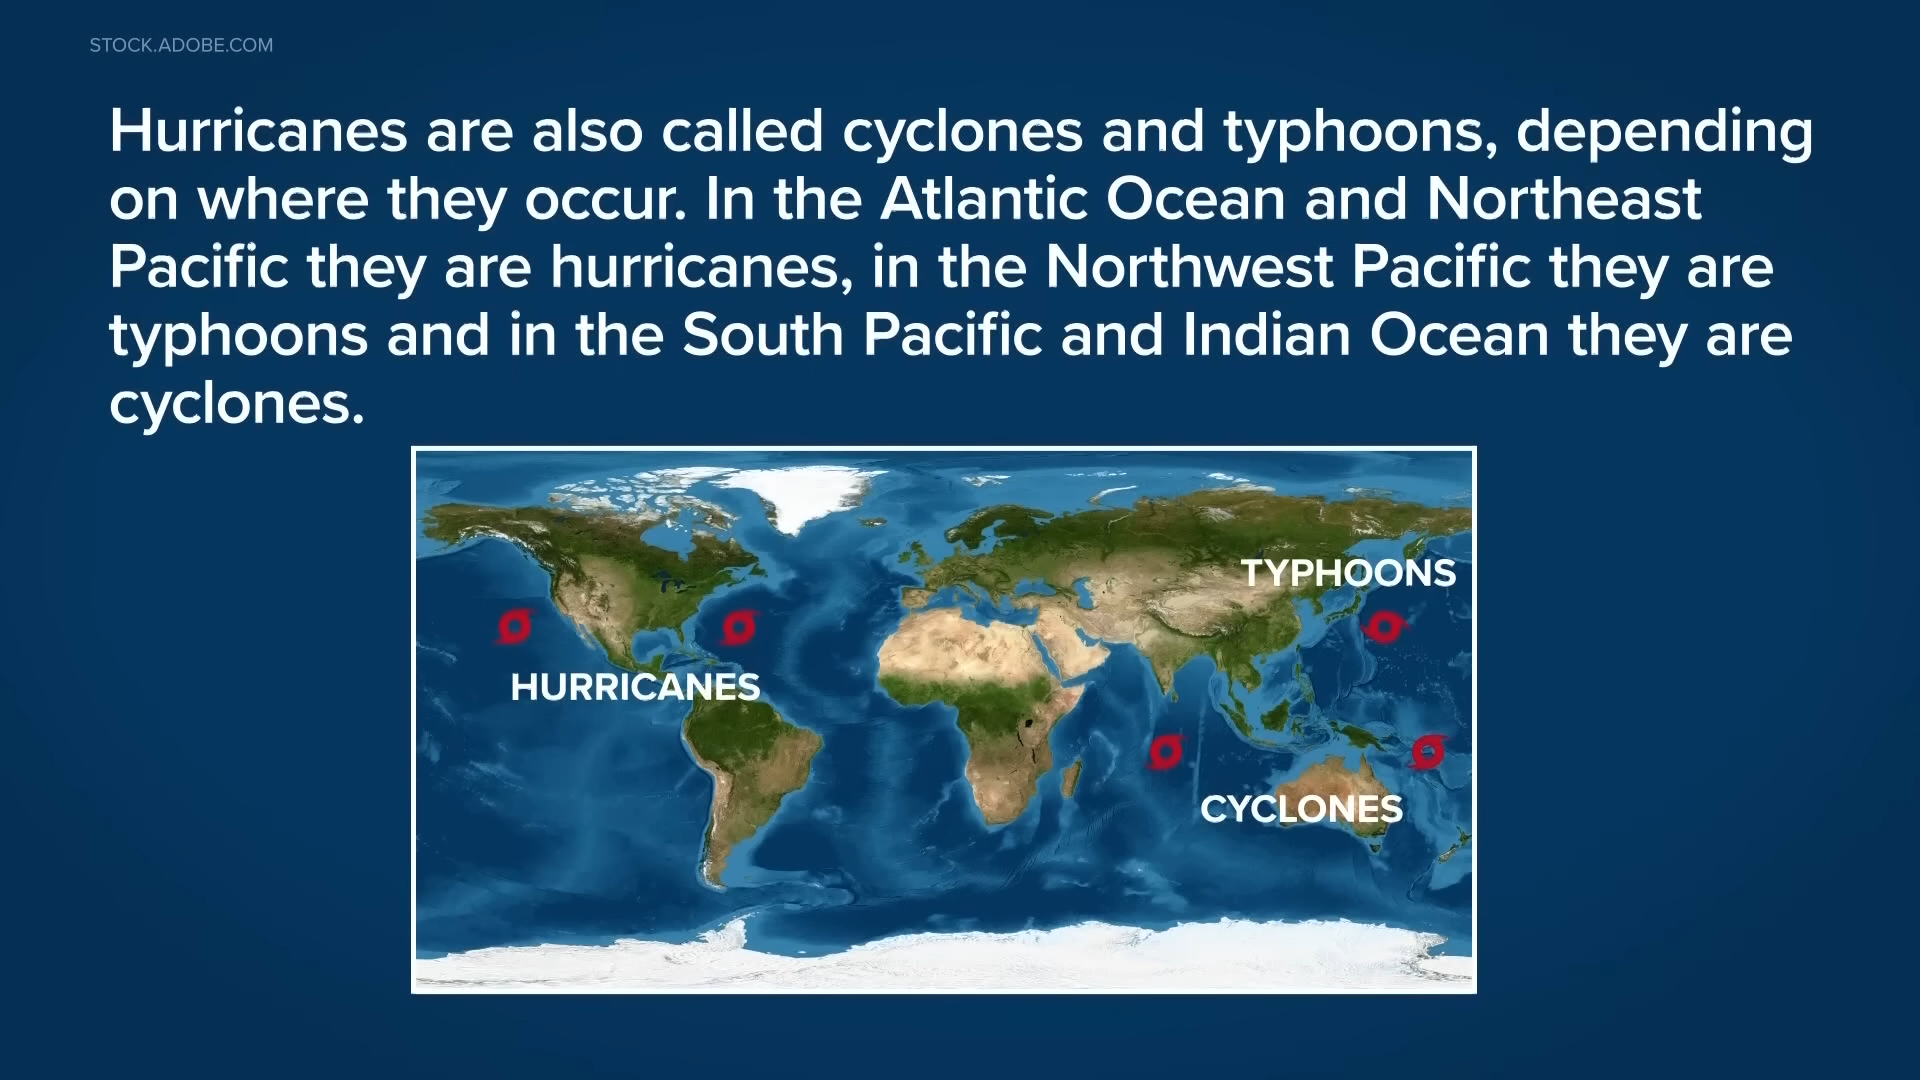 STOCK.ADOBE.COM
Hurricanes are also called cyclones and typhoons, depending
on where they occur. In the Atlantic Ocean and Northeast
Pacific they are hurricanes, in the Northwest Pacific they are
typhoons and in the South Pacific and Indian Ocean they are
cyclones.
TYPHOONS
HURRICANES
CYCLONES